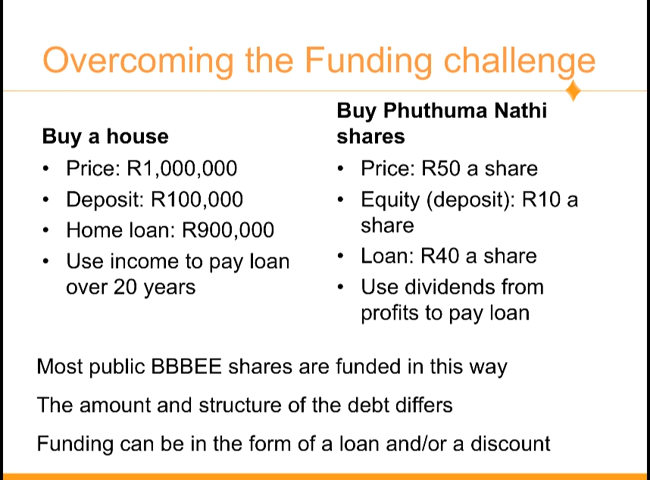 Overcoming the Funding challenge
Buy a house
• Price: R1,000,000
• Deposit: R100,000
• Home loan: R900,000
• Use income to pay loan
over 20 years
Buy Phuthuma Nathi
shares
• Price: R50 a share
• Equity (deposit): R10 a
share
• Loan: R40 a share
• Use dividends from
profits to pay loan
Most public BBBEE shares are funded in this way
The amount and structure of the debt differs
Funding can be in the form of a loan and/or a discount